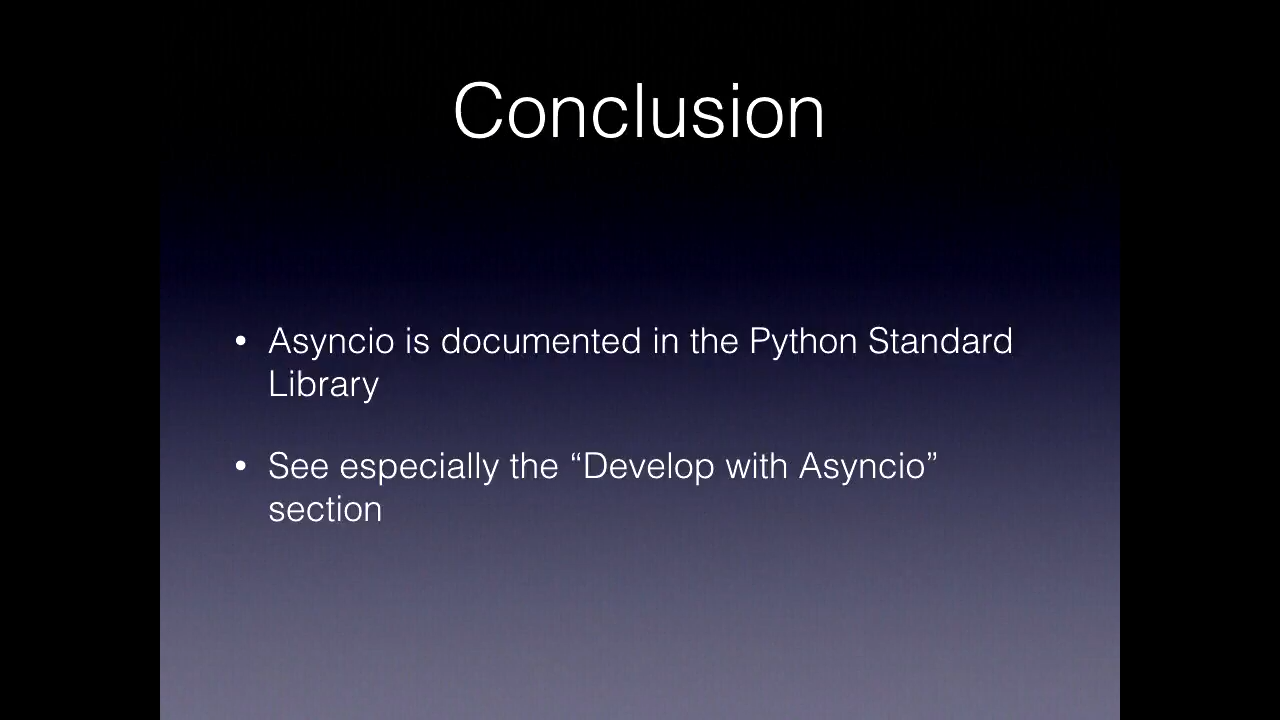 Conclusion
• Asyncio is documented in the Python Standard
Library
• See especially the “Develop with Asyncio”
section